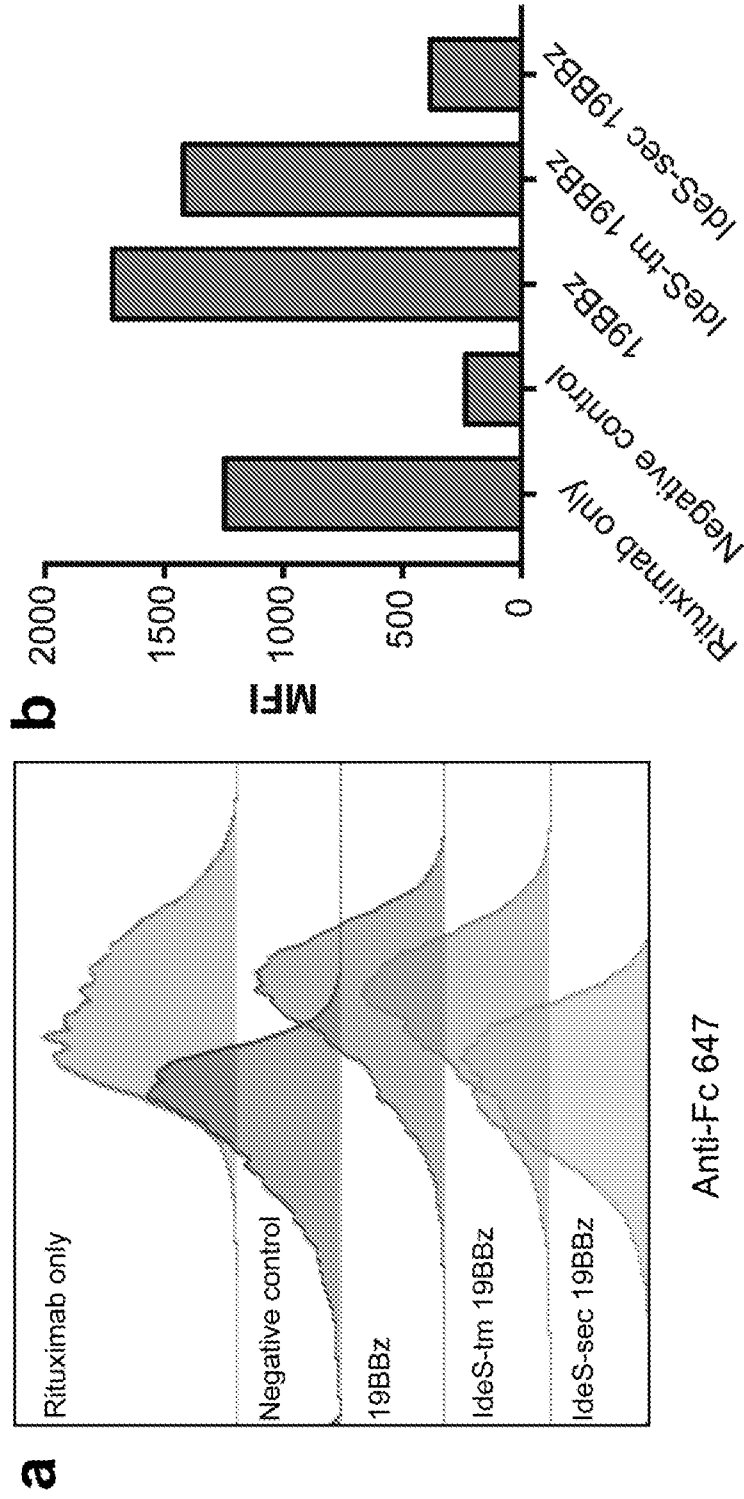 a
Rituximab only
Negative control
19BBz
IdeS-tm 19BBz
IdeS-sec 19BBz
Anti-Fc 647
b
MFI
2000
1500
1000
500
0
Rituximab only
Negative control
19BBz
IdeS-tm 19BBz
IdeS-sec 19BBz